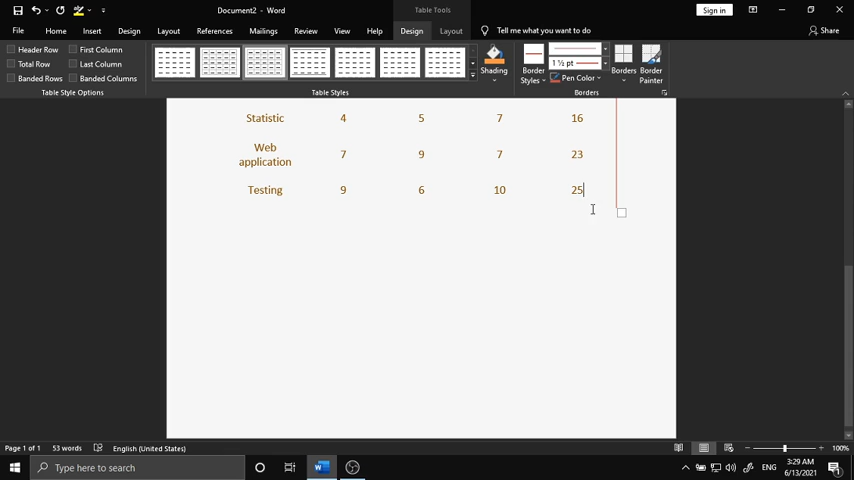 Document2 - Word
Table Tools
Sign in
File
Home
Insert
Design
Layout
References
Mailings
Review
View
Help
Design
Layout
Tell me what you want to do
Share
Header Row
First Column
Total Row
Last Column
Banded Rows
Banded Columns
Table Style Options
Table Styles
Shading
Border Styles
1 ½ pt
Pen Color
Borders
Border Painter
Borders
Statistic 4 5 7 16
Web
application 7 9 7 23
Testing 9 6 10 25
Page 1 of 1 53 words English (United States) 100%
Type here to search
ENG
3:29 AM
6/13/2021
1